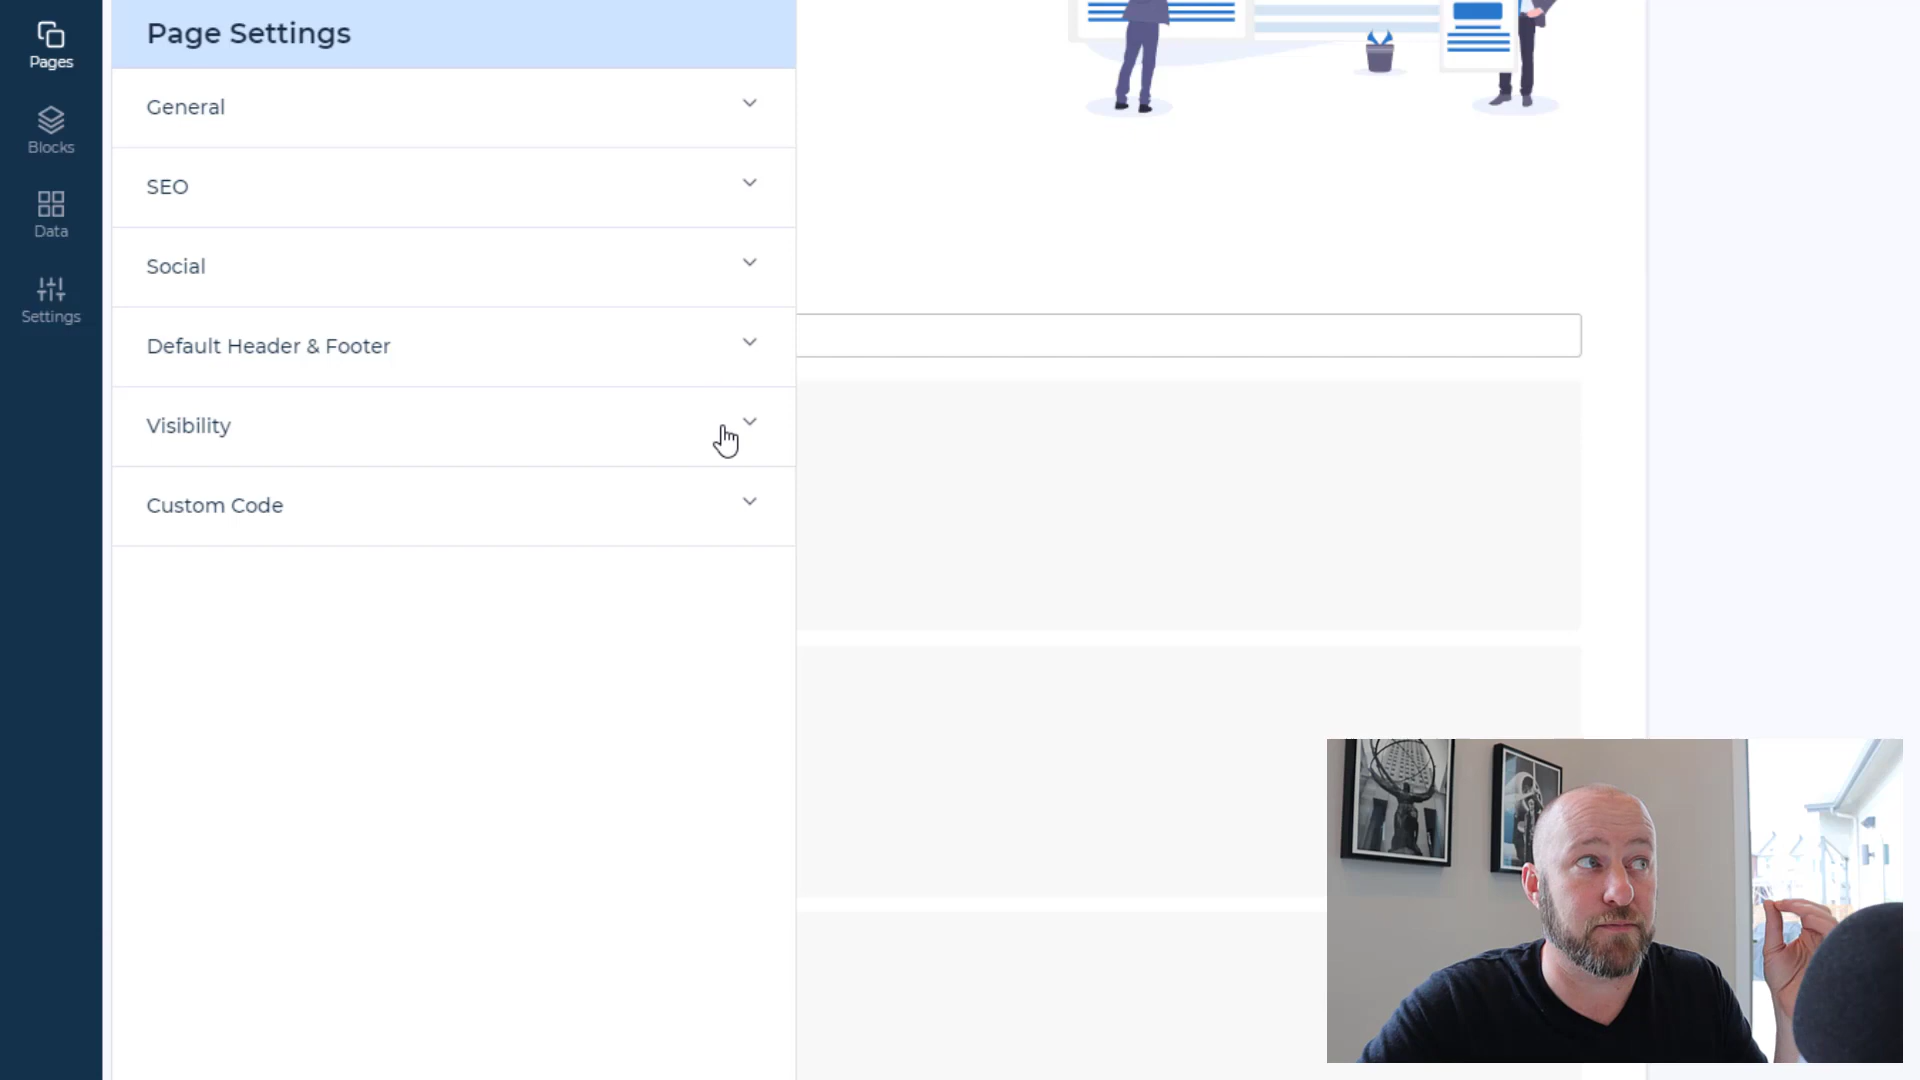 Pages
Blocks
Data
Settings
Page Settings
General
SEO
Social
Default Header & Footer
Visibility
Custom Code